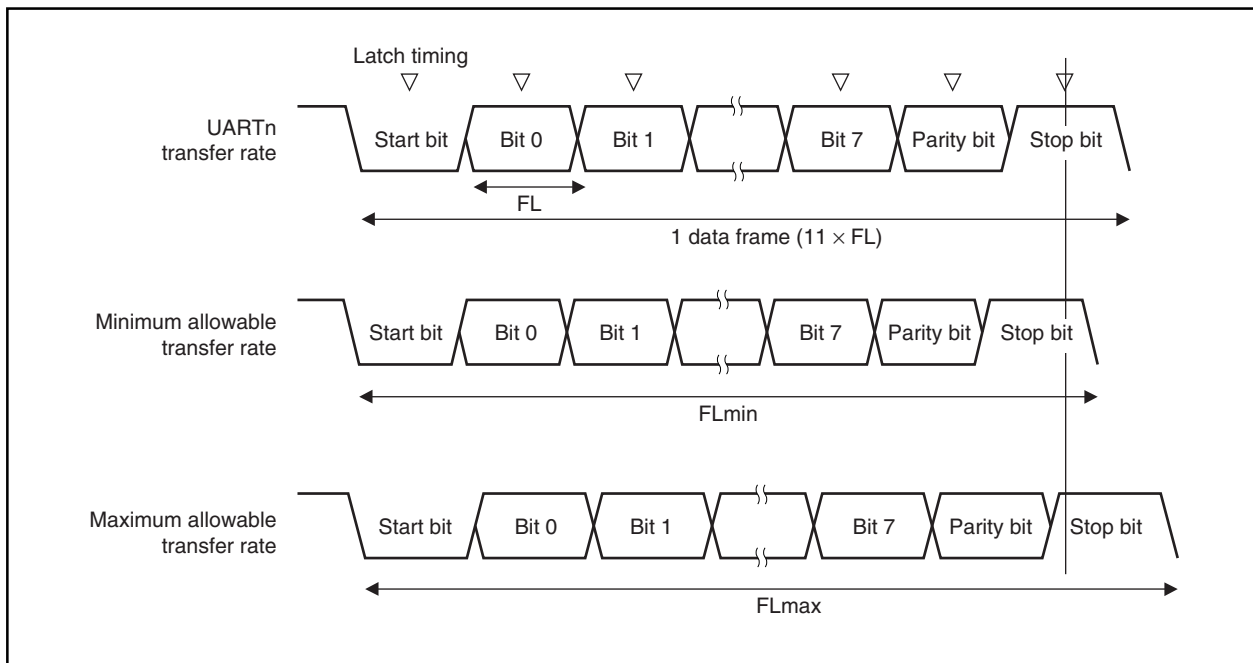 Latch timing
UARTn
transfer rate
Start bit
Bit 0
Bit 1
Bit 7
Parity bit
Stop bit
FL
1 data frame (11 × FL)
Minimum allowable
transfer rate
Start bit
Bit 0
Bit 1
Bit 7
Parity bit
Stop bit
FLmin
Maximum allowable
transfer rate
Start bit
Bit 0
Bit 1
Bit 7
Parity bit
Stop bit
FLmax